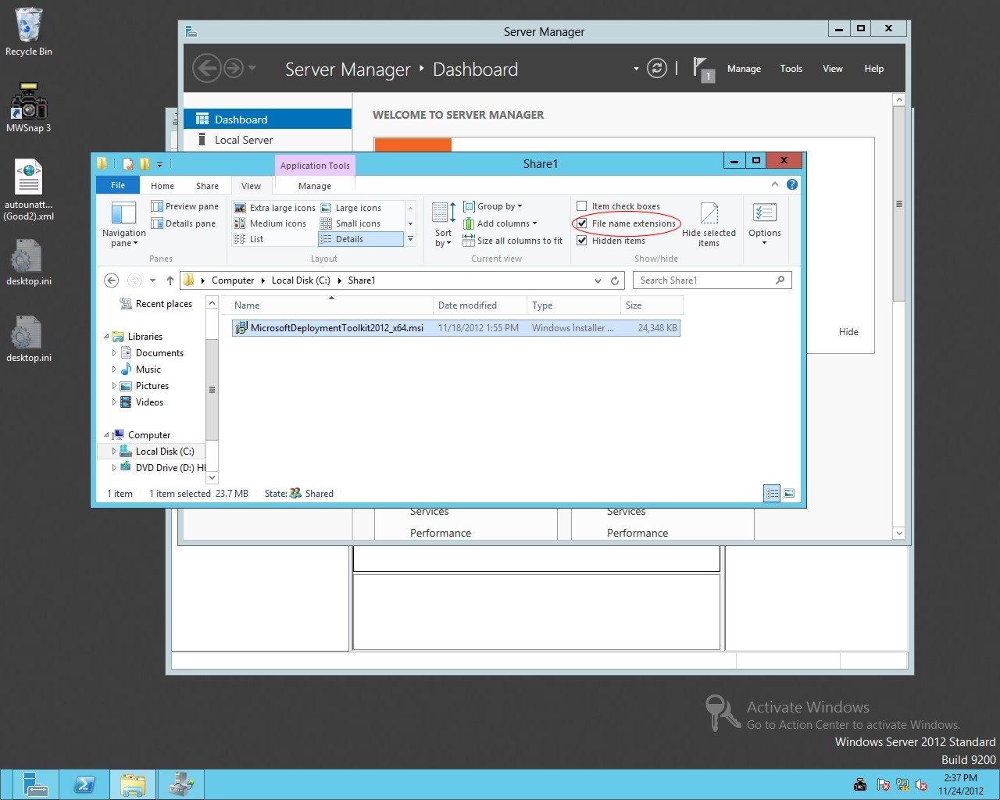 Recycle Bin
MWSnap 3
autounatt...
(Good2).xml
desktop.ini
desktop.ini
Server Manager
Server Manager
Dashboard
1
Manage
Tools
View
Help
Dashboard
Local Server
WELCOME TO SERVER MANAGER
Hide
Application Tools
Share1
File
Home
Share
View
Manage
Navigation
pane
Preview pane
Details pane
Panes
Extra large icons
Large icons
Medium icons
Small icons
List
Details
Layout
Sort
by
Group by
Add columns
Size all columns to fit
Current view
Item check boxes
File name extensions
Hidden items
Hide selected
items
Show/hide
Options
Computer
Local Disk (C:)
Share1
Search Share1
Recent places
Libraries
Documents
Music
Pictures
Videos
Computer
Local Disk (C:)
DVD Drive (D:)
Name
Date modified
Type
Size
MicrosoftDeploymentToolkit2012_x64.msi
11/18/2012 1:55 PM
Windows Installer ...
24,348 KB
1 item
1 item selected 23.7 MB
State:
Shared
Services
Performance
Services
Performance
Activate Windows
Go to Action Center to activate Windows.
Windows Server 2012 Standard
Build 9200
2:37 PM
11/24/2012